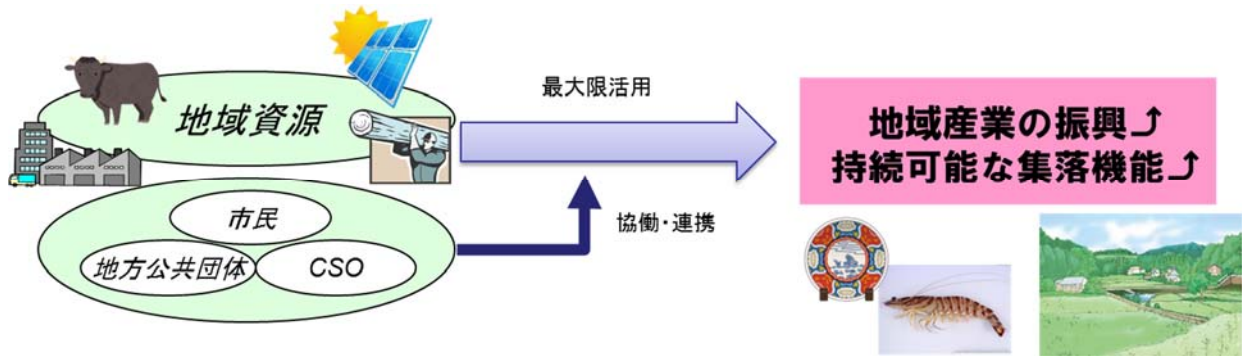 地域資源
最大限活用
地域産業の振興⤴
持続可能な集落機能⤴
市民
地方公共団体
CSO
協働・連携